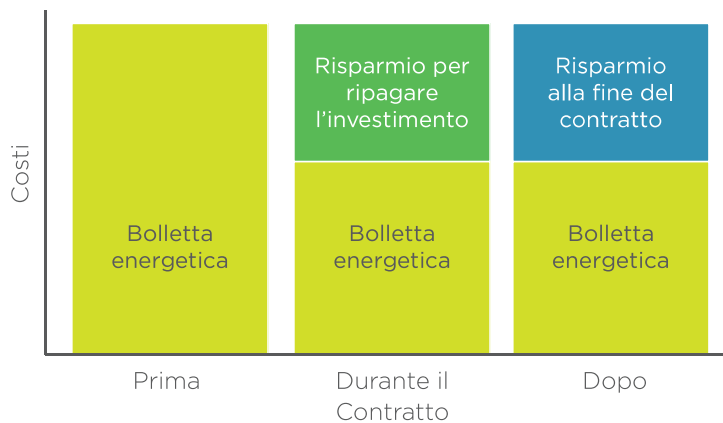 Costi
Bolletta
energetica
Risparmio per
ripagare
l'investimento
Bolletta
energetica
Risparmio
alla fine del
contratto
Bolletta
energetica
Prima
Durante il
Contratto
Dopo